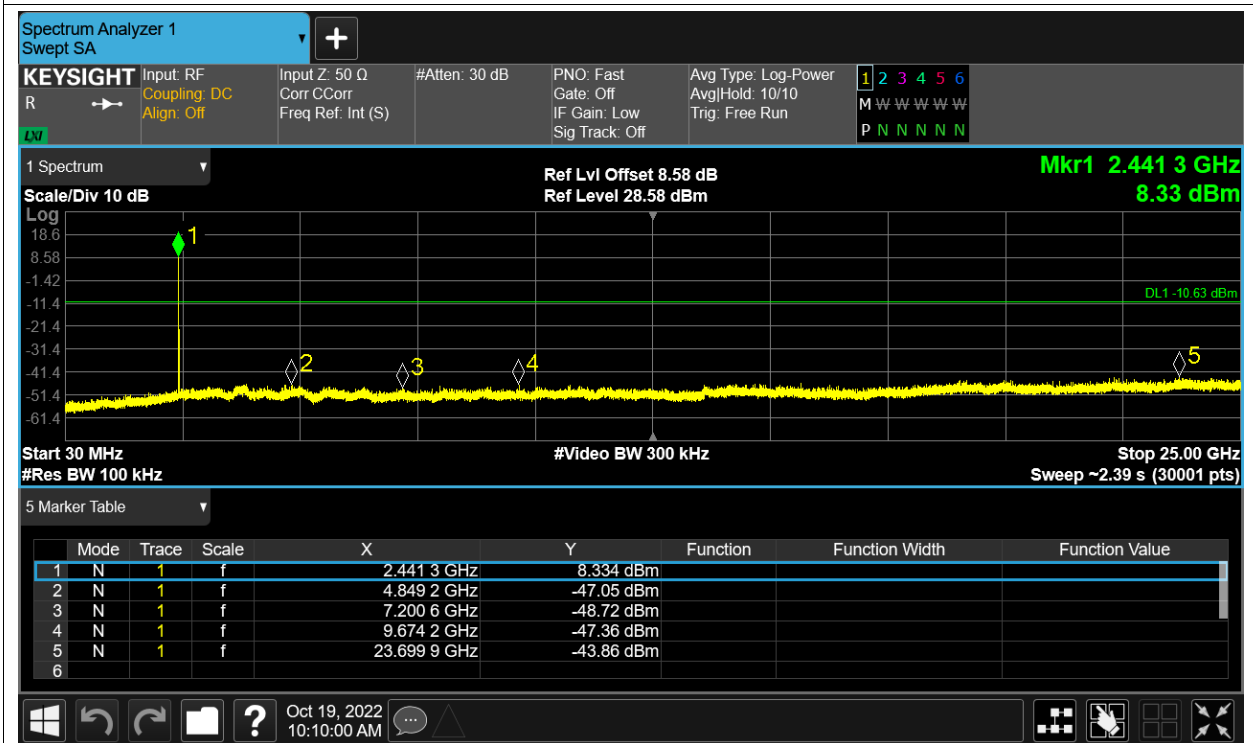 Spectrum Analyzer 1
Swept SA
KEYSIGHT
R
LXI
Input: RF
Coupling: DC
Align: Off
Input Z: 50 Ω
Corr CCorr
Freq Ref: Int (S)
#Atten: 30 dB
PNO: Fast
Gate: Off
IF Gain: Low
Sig Track: Off
Avg Type: Log-Power
Avg|Hold: 10/10
Trig: Free Run
1 2 3 4 5 6
M W W W W W
P N N N N N
1 Spectrum
Scale/Div 10 dB
Ref Lvl Offset 8.58 dB
Ref Level 28.58 dBm
Mkr1 2.441 3 GHz
8.33 dBm
Log
18.6
8.58
-1.42
-11.4
-21.4
-31.4
-41.4
-51.4
-61.4
1
2
3
4
5
DL1 -10.63 dBm
Start 30 MHz
#Video BW 300 kHz
Stop 25.00 GHz
#Res BW 100 kHz
Sweep ~2.39 s (30001 pts)
5 Marker Table
Mode Trace Scale X Y Function Function Width Function Value
1 N 1 f 2.441 3 GHz 8.334 dBm
2 N 1 f 4.849 2 GHz -47.05 dBm
3 N 1 f 7.200 6 GHz -48.72 dBm
4 N 1 f 9.674 2 GHz -47.36 dBm
5 N 1 f 23.699 9 GHz -43.86 dBm
6
?
Oct 19, 2022
10:10:00 AM